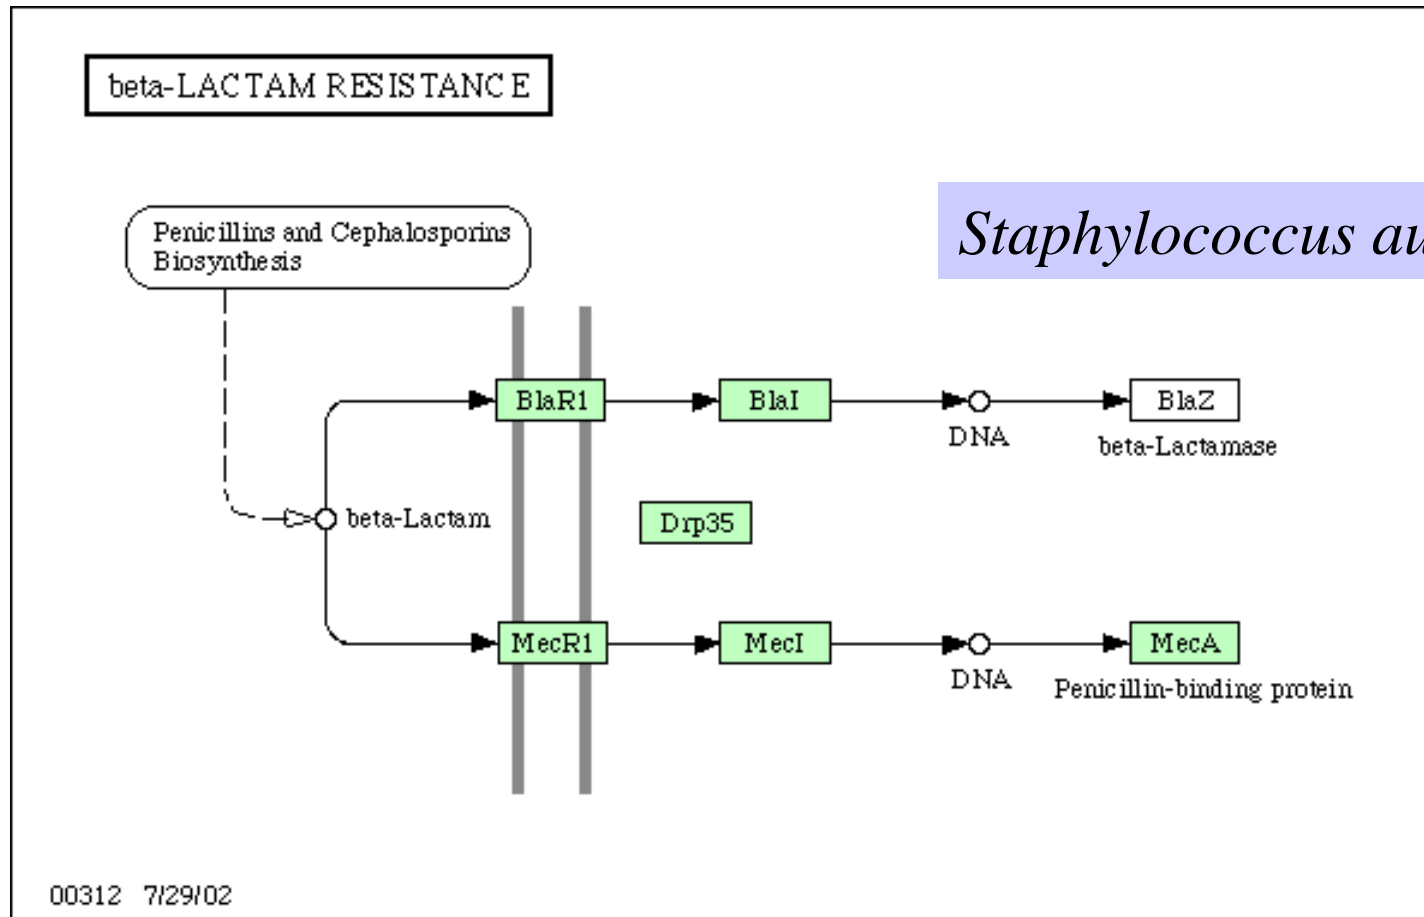 beta-LACTAM RESISTANCE
Staphylococcus au
Penicillins and Cephalosporins
Biosynthesis
BlaR1
BlaI
DNA
BlaZ
beta-Lactamase
beta-Lactam
Drp35
MecR1
MecI
DNA
MecA
Penicillin-binding protein
00312 7/29/02